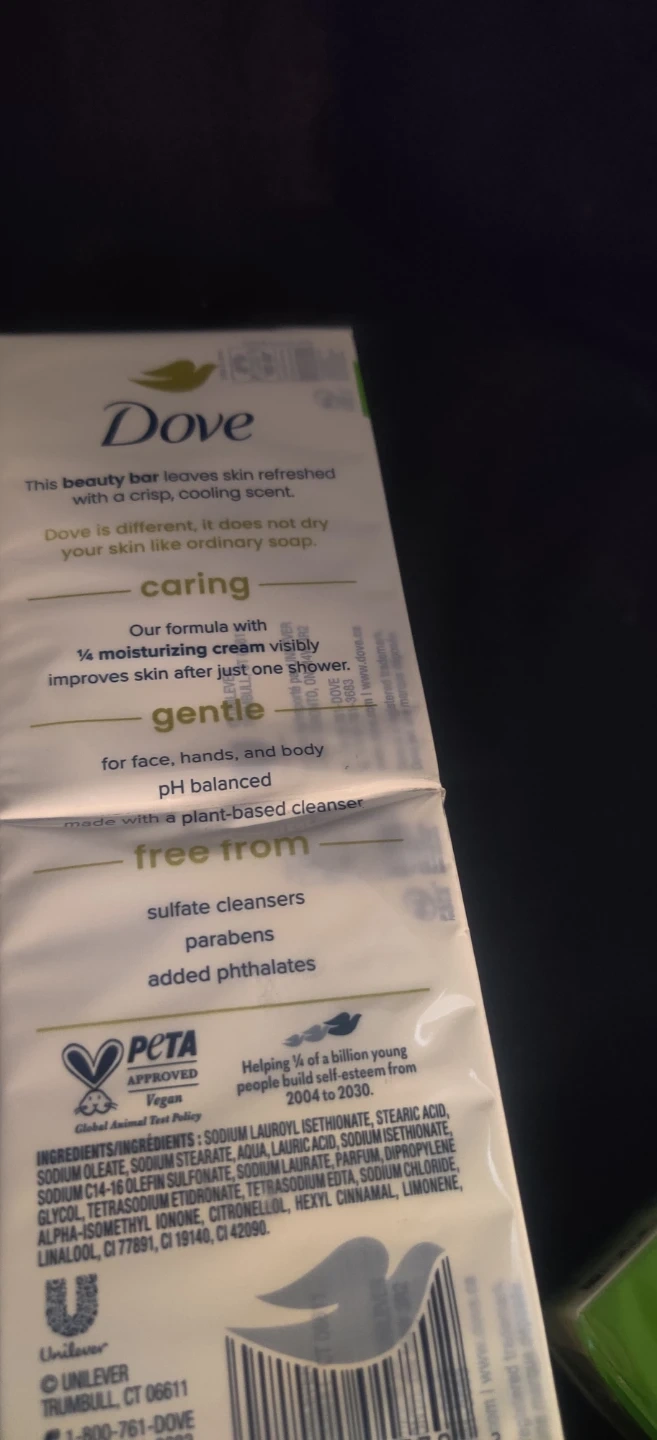 Dove
This beauty bar leaves skin refreshed
with a crisp, cooling scent.
Dove is different, it does not dry
your skin like ordinary soap.
caring
Our formula with
¼ moisturizing cream visibly
improves skin after just one shower.
gentle
for face, hands, and body
pH balanced
made with a plant-based cleanser
free from
sulfate cleansers
parabens
added phthalates
PETA
APPROVED
Vegan
Global Animal Test Policy
Helping ¼ of a billion young
people build self-esteem from
2004 to 2030.
INGREDIENTS/INGRÉDIENTS : SODIUM LAUROYL ISETHIONATE, STEARIC ACID,
SODIUM OLEATE, SODIUM STEARATE, AQUA, LAURIC ACID, SODIUM ISETHIONATE,
SODIUM C14-16 OLEFIN SULFONATE, SODIUM LAURATE, PARFUM, DIPROPYLENE
GLYCOL, TETRASODIUM ETIDRONATE, TETRASODIUM EDTA, SODIUM CHLORIDE,
ALPHA-ISOMETHYL IONONE, CITRONELLOL, HEXYL CINNAMAL, LIMONENE,
LINALOOL, CI 77891, CI 19140, CI 42090.
U
Unilever
© UNILEVER
TRUMBULL, CT 06611
1-800-761-DOVE